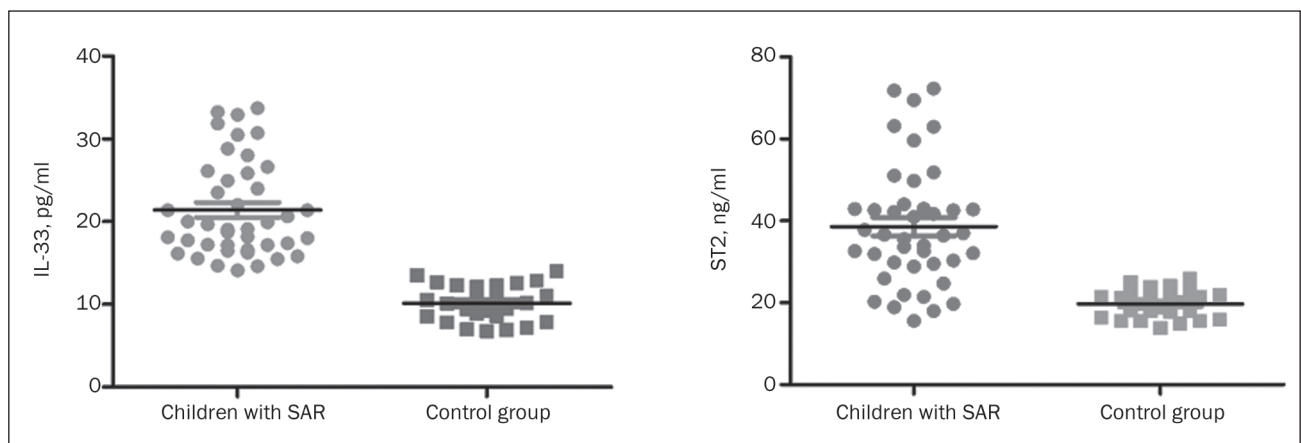 IL-33, pg/ml
40
30
20
10
0
Children with SAR
Control group
ST2, ng/ml
80
60
40
20
0
Children with SAR
Control group